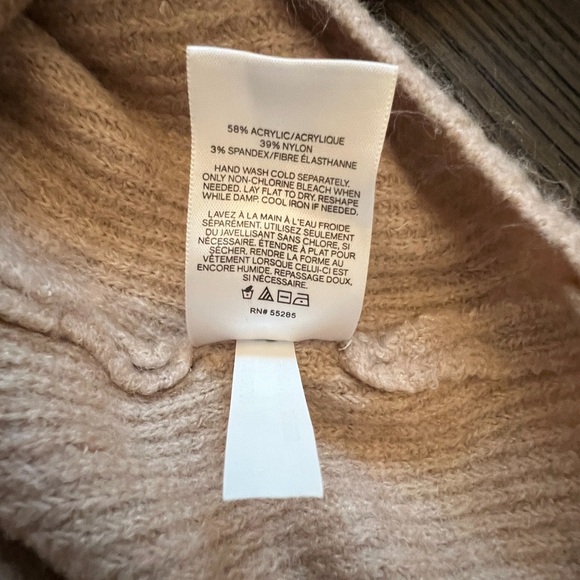 58% ACRYLIC/ACRYLIQUE
39% NYLON
3% SPANDEX/FIBRE ÉLASTHANNE
HAND WASH COLD SEPARATELY.
ONLY NON-CHLORINE BLEACH WHEN
NEEDED. LAY FLAT TO DRY. RESHAPE
WHILE DAMP. COOL IRON IF NEEDED.
LAVEZ À LA MAIN À L'EAU FROIDE
SÉPARÉMENT. UTILISEZ SEULEMENT
DU JAVELLISANT SANS CHLORE, SI
NÉCESSAIRE. ÉTENDRE À PLAT POUR
SÉCHER. RENDRE LA FORME AU
VÊTEMENT LORSQUE CELUI-CI EST
ENCORE HUMIDE. REPASSAGE DOUX,
SI NÉCESSAIRE.
RN# 55285